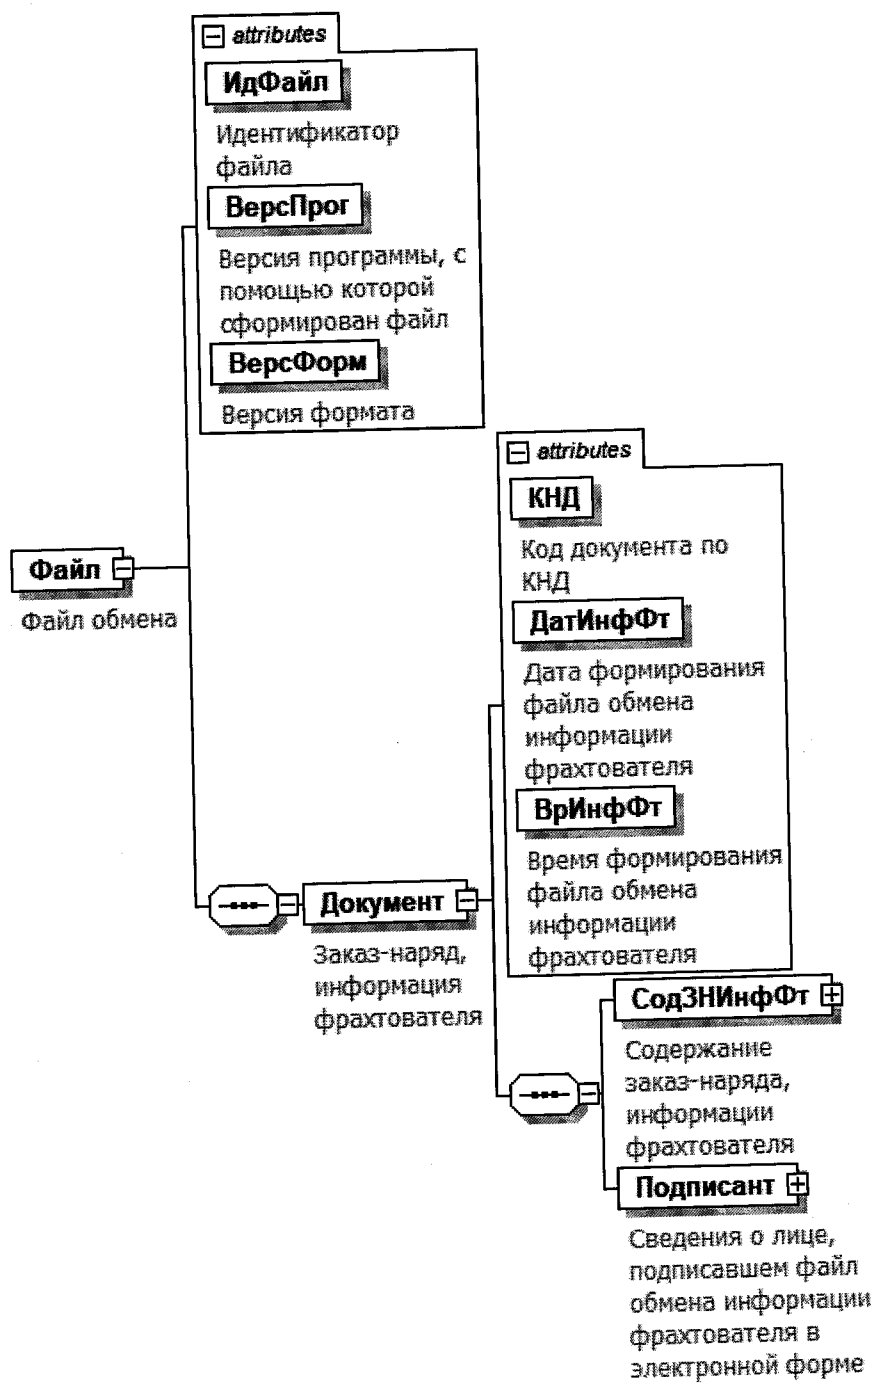 attributes
ИдФайл
Идентификатор
файла
ВерсПрог
Версия программы, с
помощью которой
сформирован файл
ВерсФорм
Версия формата
Файл
Файл обмена
attributes
КНД
Код документа по
КНД
ДатИнфФт
Дата формирования
файла обмена
информации
фрахтователя
ВрИнфФт
Время формирования
файла обмена
информации
фрахтователя
Документ
Заказ-наряд,
информация
фрахтователя
СодЗНИнфФт
Содержание
заказ-наряда,
информации
фрахтователя
Подписант
Сведения о лице,
подписавшем файл
обмена информации
фрахтователя в
электронной форме